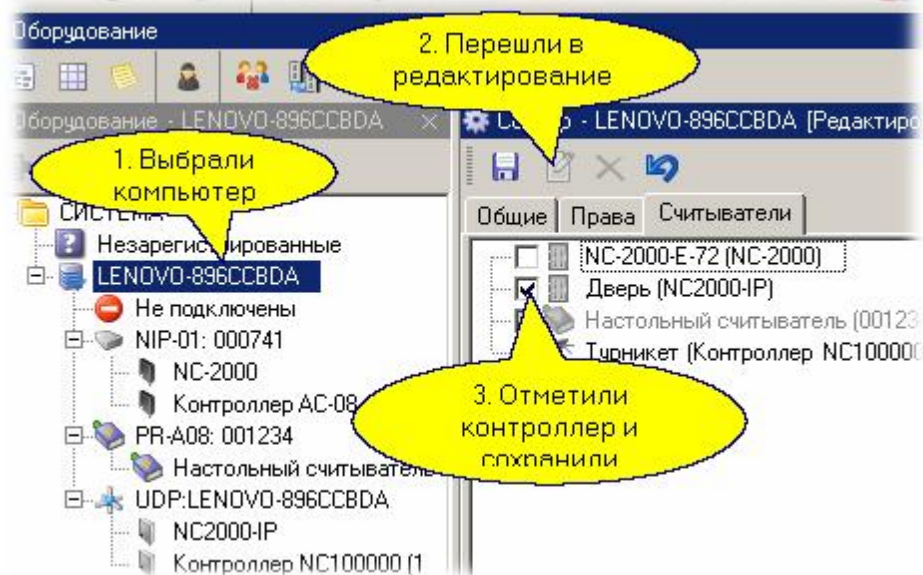 Оборудование
2. Перешли в
редактирование
Оборудование - LENOVO-896CCBDA
- LENOVO-896CCBDA [Редактиро
1. Выбрали
компьютер
СИСТЕМА
Общие Права Считыватели
Незарегистрированные
NC-2000-E-72 (NC-2000)
LENOVO-896CCBDA
Дверь (NC2000-IP)
Не подключены
Настольный считыватель (00123
NIP-01: 000741
Турникет (Контроллер NC100000
NC-2000
3. Отметили
контроллер и
сохранили
Контроллер AC-08
PR-A08: 001234
Настольный считыватель
UDP:LENOVO-896CCBDA
NC2000-IP
Контроллер NC100000 (1